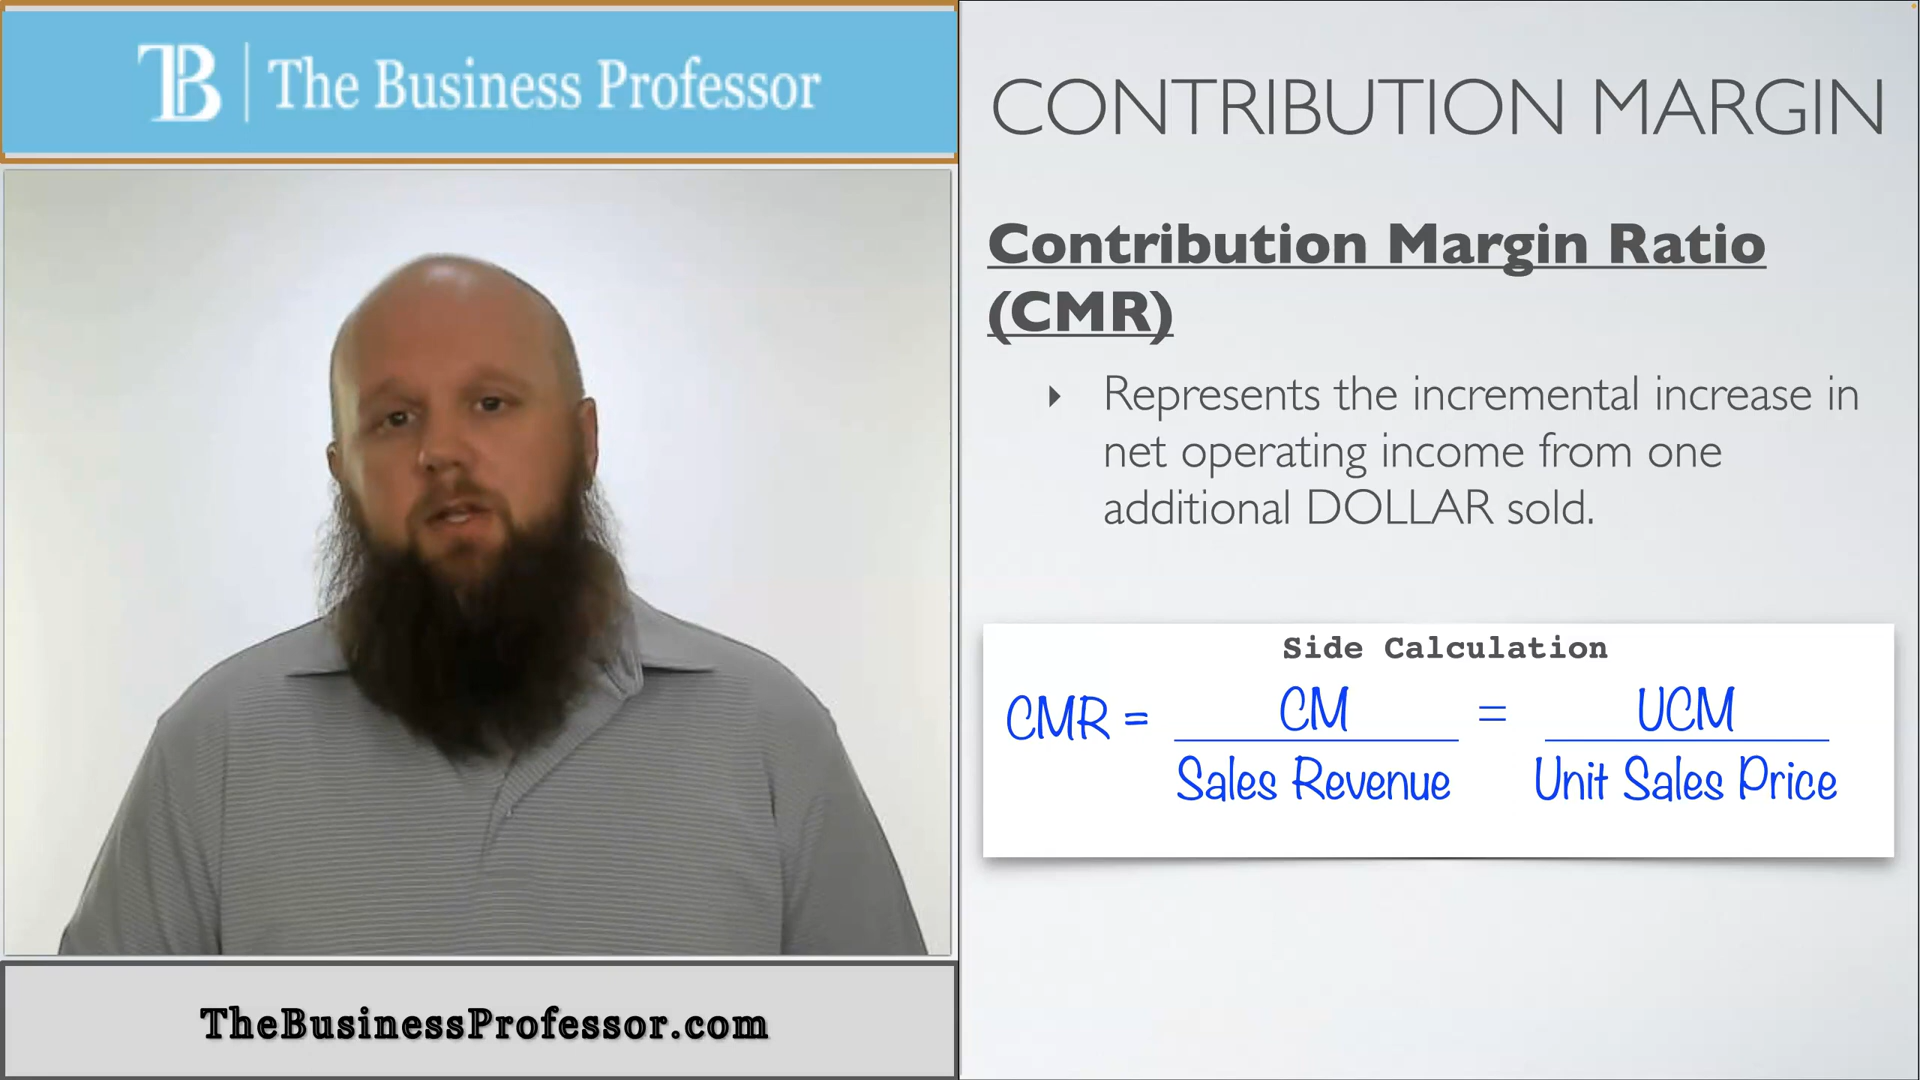 TB | The Business Professor
CONTRIBUTION MARGIN
Contribution Margin Ratio
(CMR)
‣ Represents the incremental increase in
net operating income from one
additional DOLLAR sold.
Side Calculation
CMR = CM / Sales Revenue = UCM / Unit Sales Price
TheBusinessProfessor.com